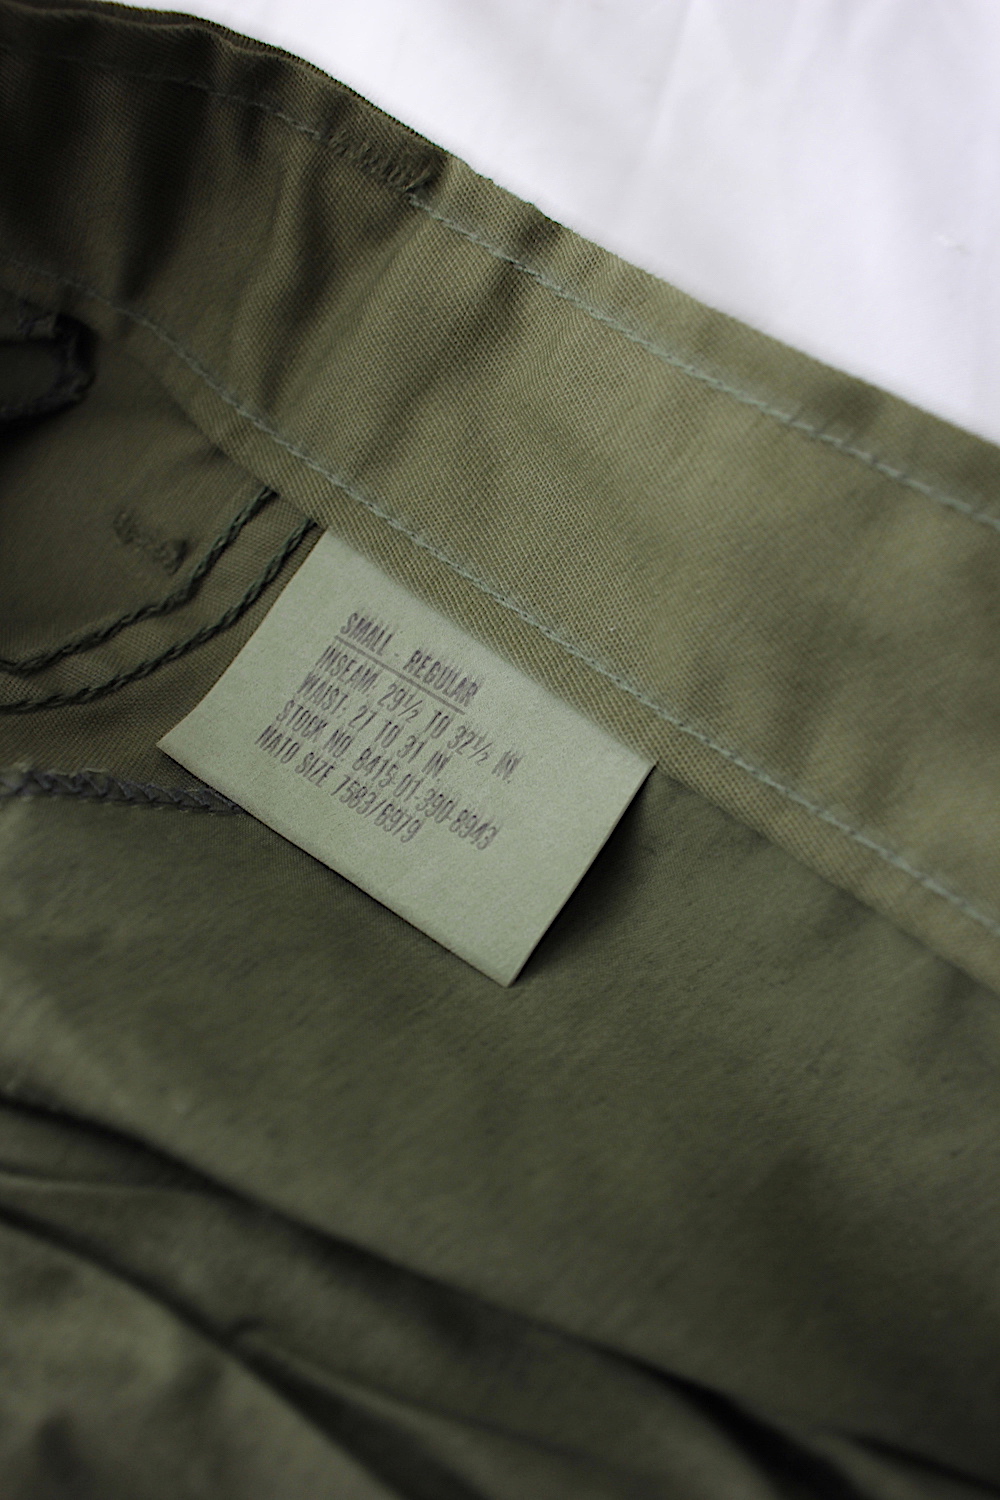 SMALL - REGULAR
INSEAM: 29½ TO 32½ IN.
WAIST: 27 TO 31 IN.
STOCK NO. 8415-01-390-8943
NATO SIZE 7583/6979